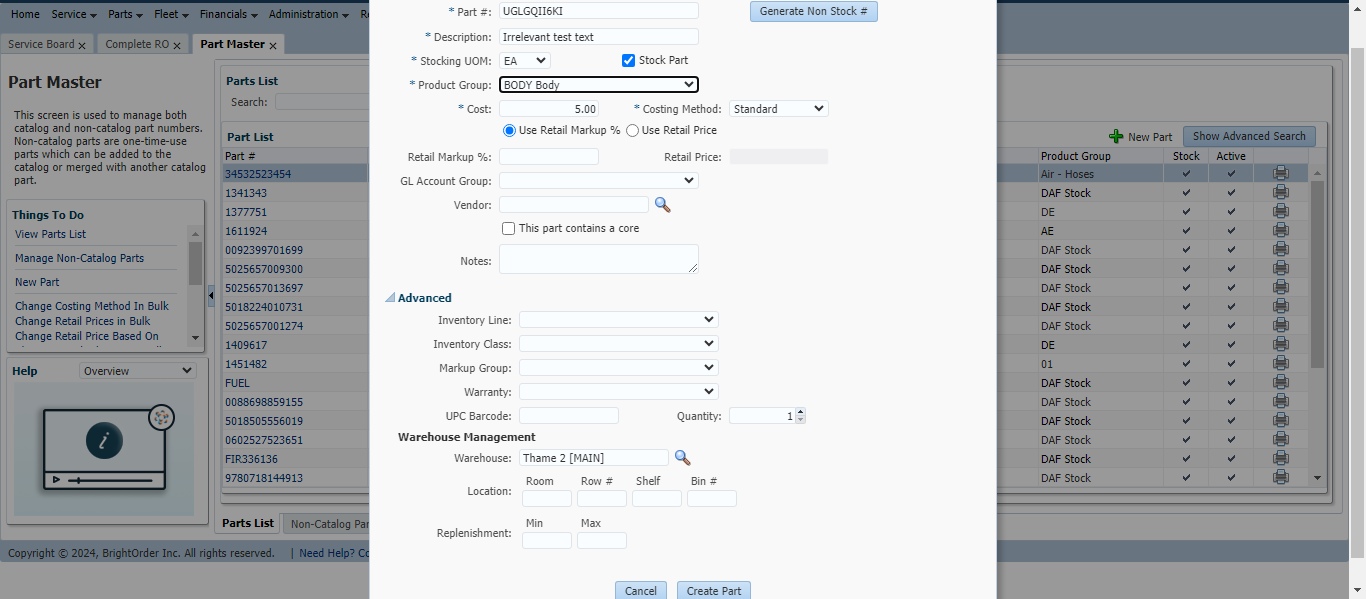 Home Service Parts Fleet Financials Administration R
Service Board x Complete RO x Part Master x
Part Master
This screen is used to manage both
catalog and non-catalog part numbers.
Non-catalog parts are one-time-use
parts which can be added to the
catalog or merged with another catalog
part.
Things To Do
View Parts List
Manage Non-Catalog Parts
New Part
Change Costing Method In Bulk
Change Retail Prices in Bulk
Change Retail Price Based On
Help Overview
Parts List
Search:
Part List
New Part Show Advanced Search
Part # Product Group Stock Active
34532523454 Air - Hoses
1341343 DAF Stock
1377751 DE
1611924 AE
0092399701699 DAF Stock
5025657009300 DAF Stock
5025657013697 DAF Stock
5018224010731 DAF Stock
5025657001274 DAF Stock
1409617 DE
1451482 01
FUEL DAF Stock
0088698859155 DAF Stock
5018505556019 DAF Stock
0602527523651 DAF Stock
FIR336136 DAF Stock
9780718144913 DAF Stock
Parts List Non-Catalog Par
Copyright © 2024, BrightOrder Inc. All rights reserved. | Need Help? Co
* Part #: UGLGQII6KI Generate Non Stock #
* Description: Irrelevant test text
* Stocking UOM: EA Stock Part
* Product Group: BODY Body
* Cost: 5.00 * Costing Method: Standard
Use Retail Markup % Use Retail Price
Retail Markup %: Retail Price:
GL Account Group:
Vendor:
This part contains a core
Notes:
Advanced
Inventory Line:
Inventory Class:
Markup Group:
Warranty:
UPC Barcode: Quantity: 1
Warehouse Management
Warehouse: Thame 2 [MAIN]
Room Row # Shelf Bin #
Location:
Min Max
Replenishment:
Cancel Create Part